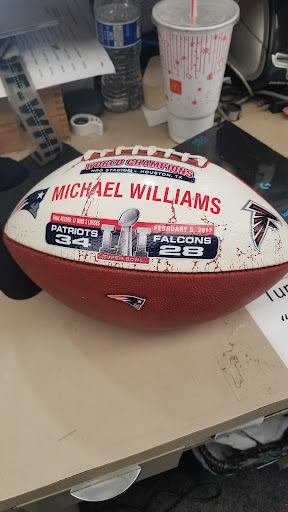 WORLD CHAMPIONS
NRG STADIUM • HOUSTON, TX
MICHAEL WILLIAMS
FINAL RECORD: 17 WINS 2 LOSSES
FEBRUARY 5, 2017
PATRIOTS
34
LI
SUPER BOWL
FALCONS
28